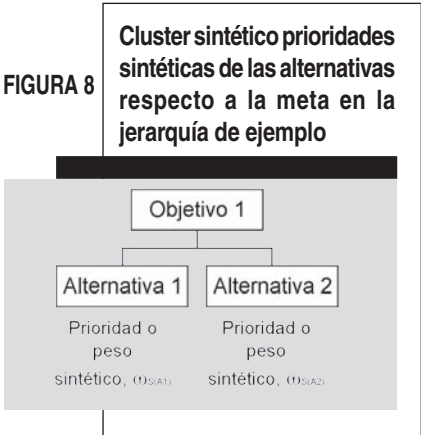 FIGURA 8
Cluster sintético prioridades
sintéticas de las alternativas
respecto a la meta en la
jerarquía de ejemplo
Objetivo 1
Alternativa 1 Alternativa 2
Prioridad o Prioridad o
peso peso
sintético, ωS(A1) sintético, ωS(A2)